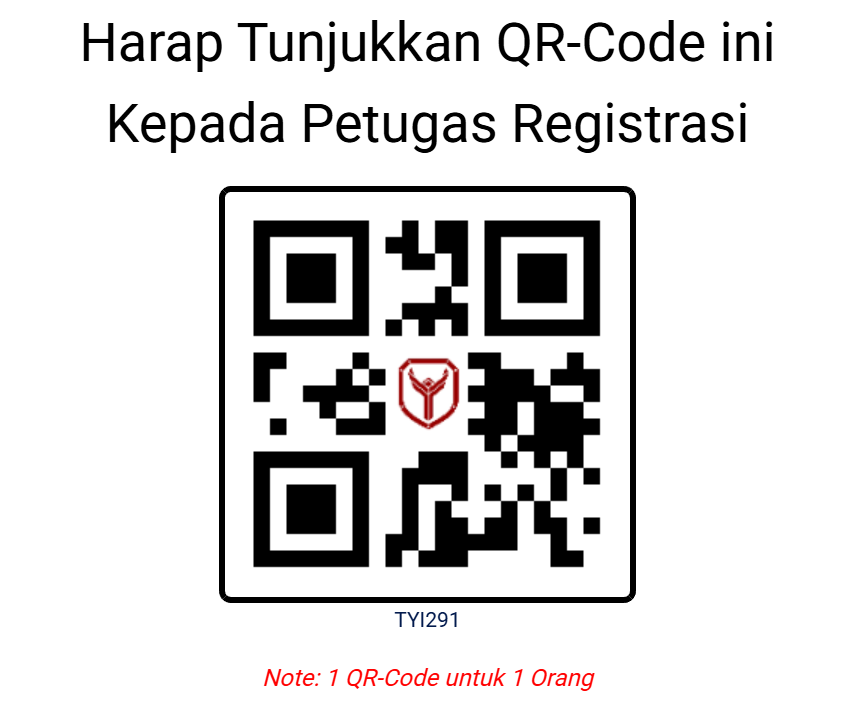 Harap Tunjukkan QR-Code ini
Kepada Petugas Registrasi
TYI291
Note: 1 QR-Code untuk 1 Orang